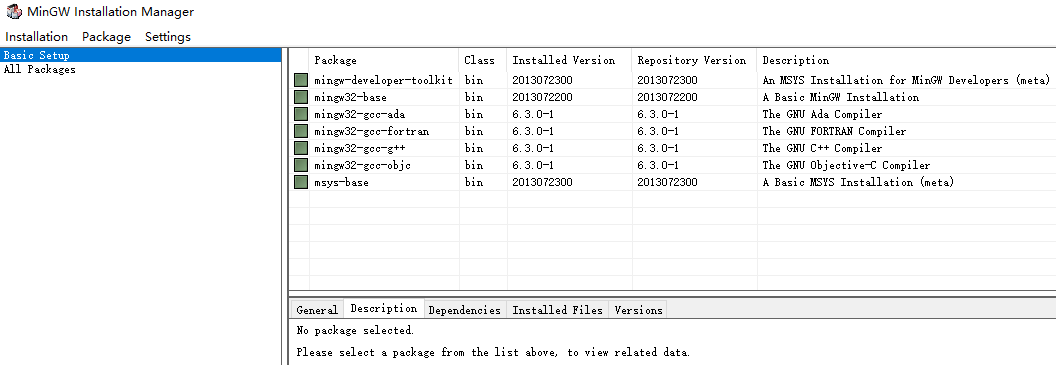 MinGW Installation Manager
Installation Package Settings
Basic Setup
All Packages
Package Class Installed Version Repository Version Description
mingw-developer-toolkit bin 2013072300 2013072300 An MSYS Installation for MinGW Developers (meta)
mingw32-base bin 2013072200 2013072200 A Basic MinGW Installation
mingw32-gcc-ada bin 6.3.0-1 6.3.0-1 The GNU Ada Compiler
mingw32-gcc-fortran bin 6.3.0-1 6.3.0-1 The GNU FORTRAN Compiler
mingw32-gcc-g++ bin 6.3.0-1 6.3.0-1 The GNU C++ Compiler
mingw32-gcc-objc bin 6.3.0-1 6.3.0-1 The GNU Objective-C Compiler
msys-base bin 2013072300 2013072300 A Basic MSYS Installation (meta)
General Description Dependencies Installed Files Versions
No package selected.
Please select a package from the list above, to view related data.